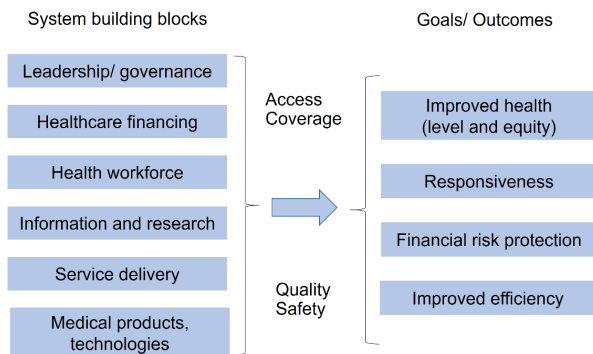 System building blocks
Goals/ Outcomes
Leadership/ governance
Healthcare financing
Health workforce
Information and research
Service delivery
Medical products,
technologies
Access
Coverage
Quality
Safety
Improved health
(level and equity)
Responsiveness
Financial risk protection
Improved efficiency